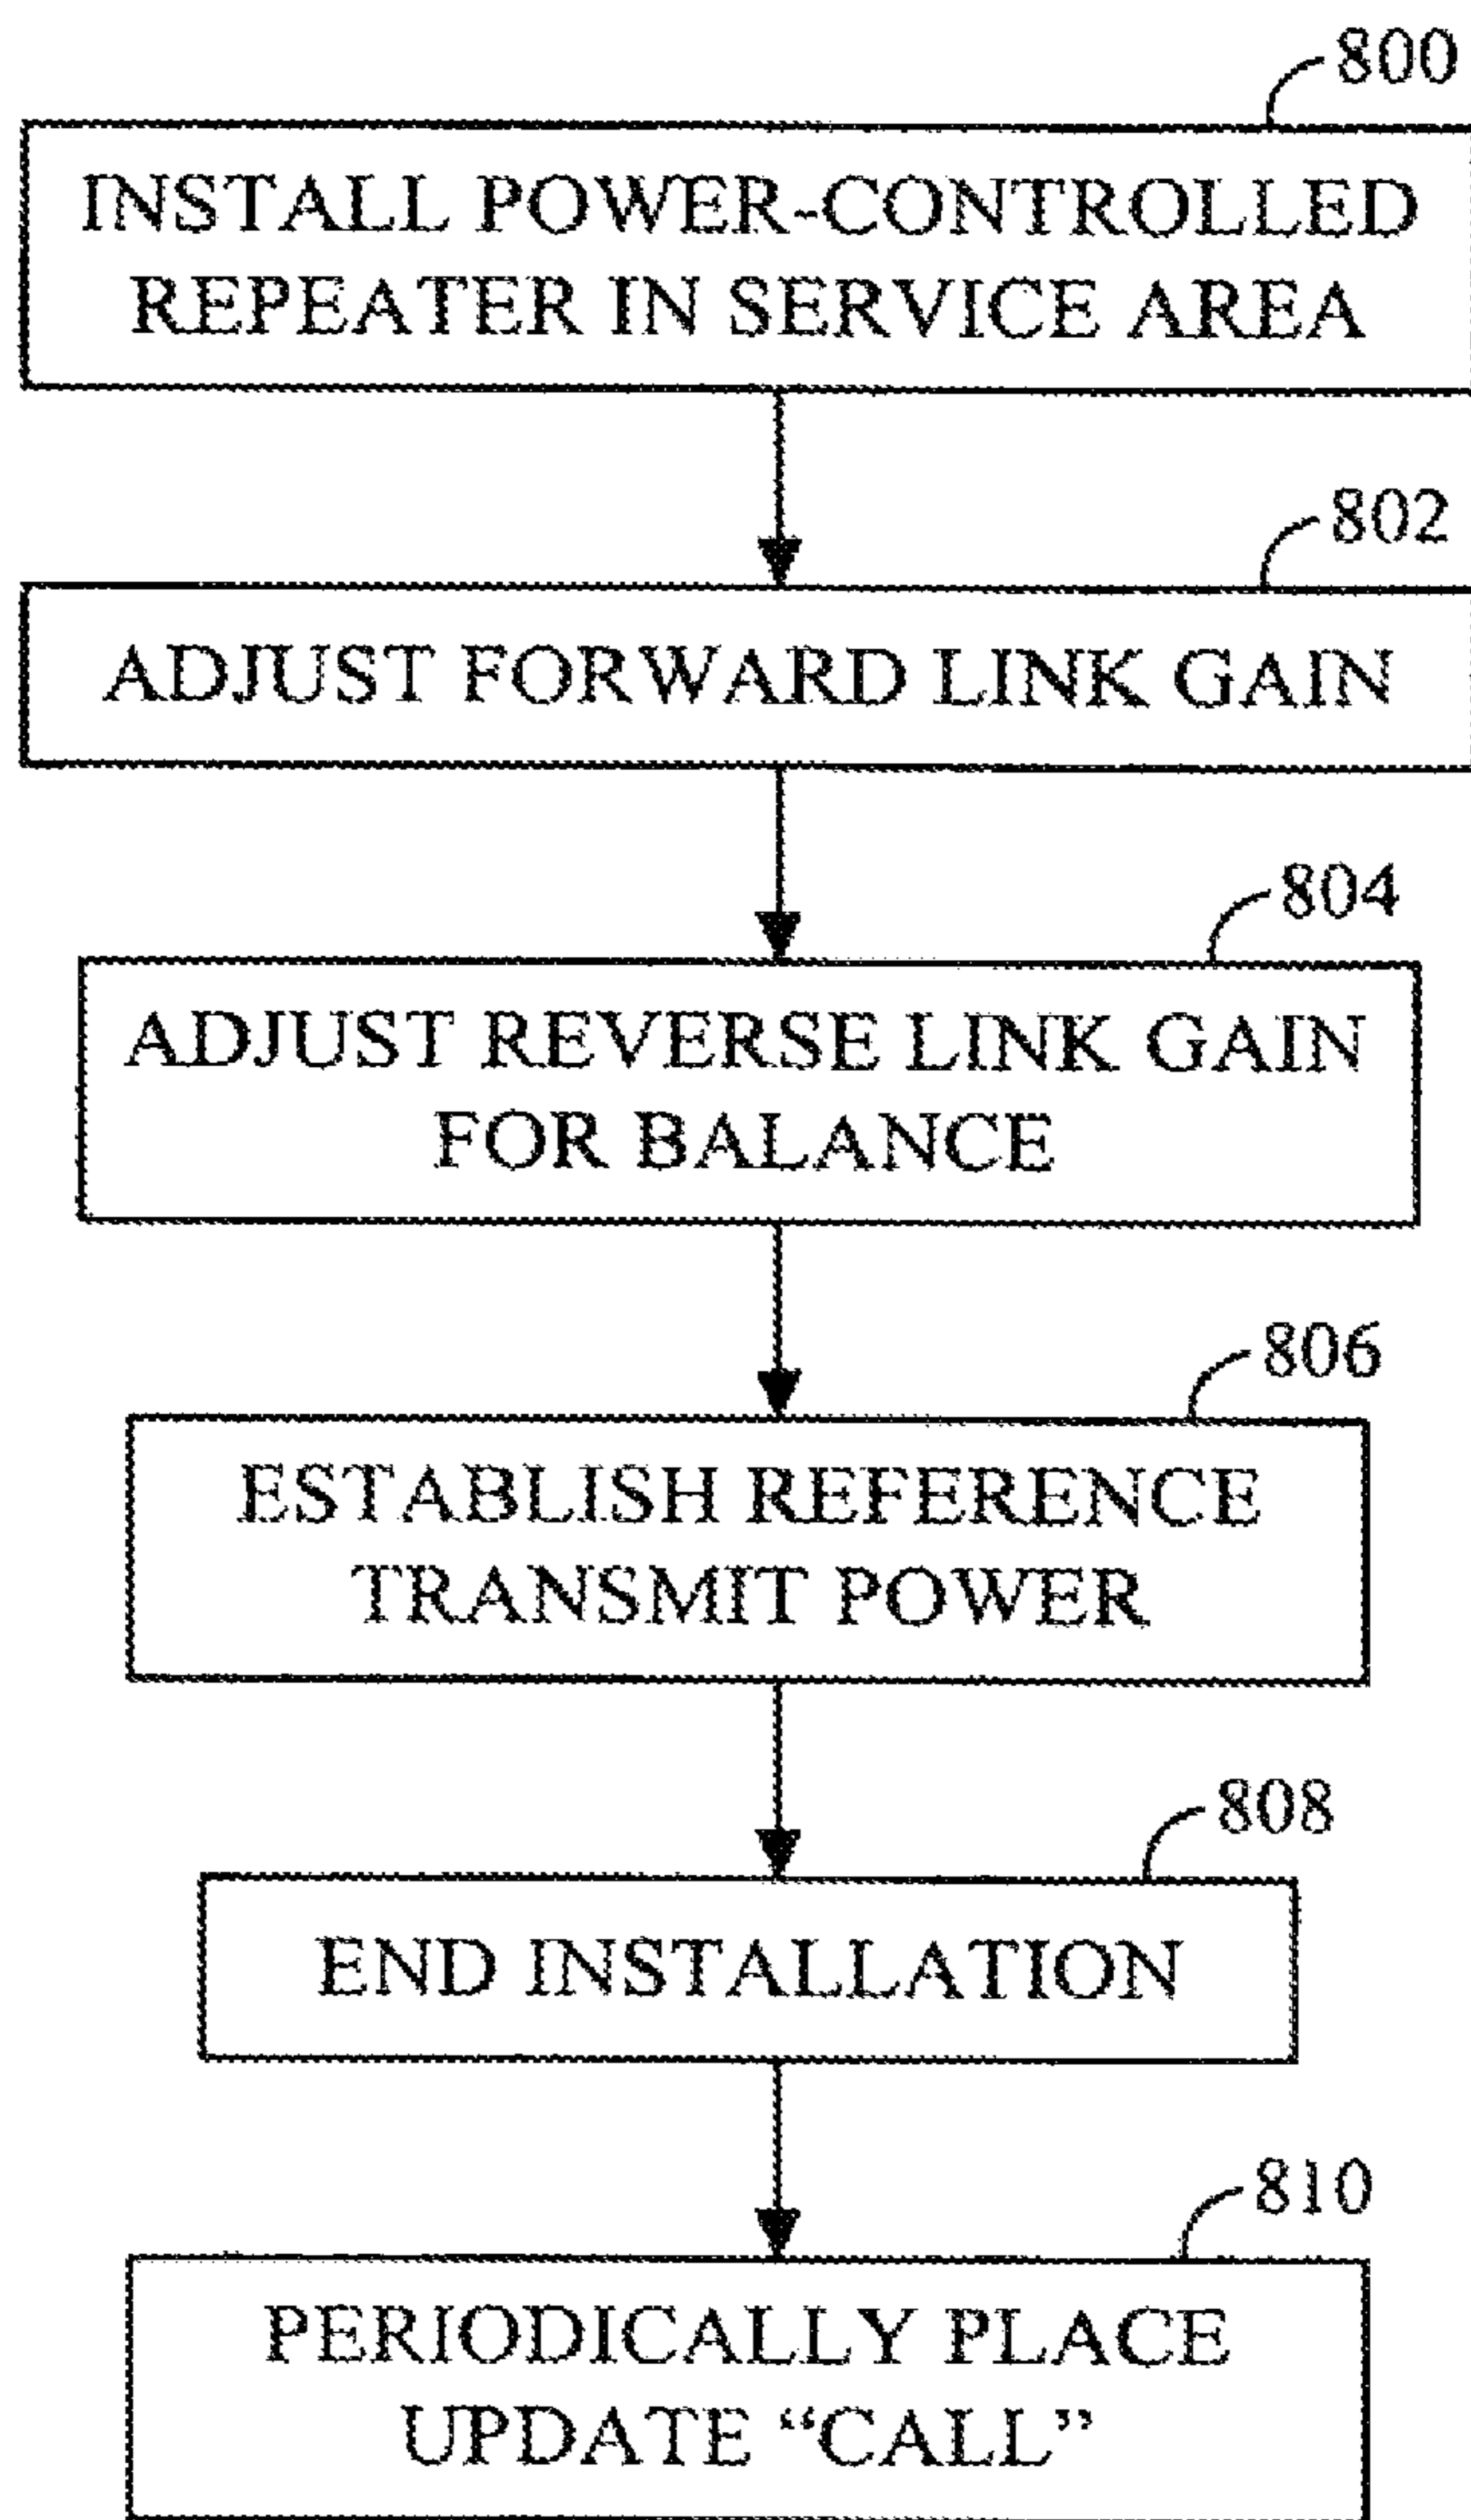 800
INSTALL POWER-CONTROLLED
REPEATER IN SERVICE AREA
802
ADJUST FORWARD LINK GAIN
804
ADJUST REVERSE LINK GAIN
FOR BALANCE
806
ESTABLISH REFERENCE
TRANSMIT POWER
808
END INSTALLATION
810
PERIODICALLY PLACE
UPDATE “CALL”